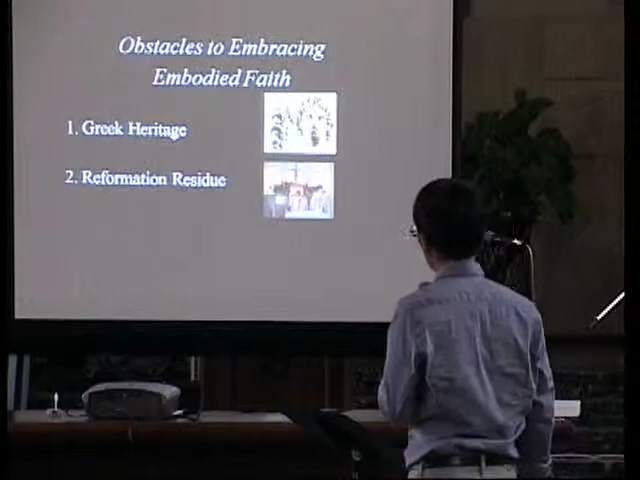 Obstacles to Embracing
Embodied Faith
1. Greek Heritage
2. Reformation Residue